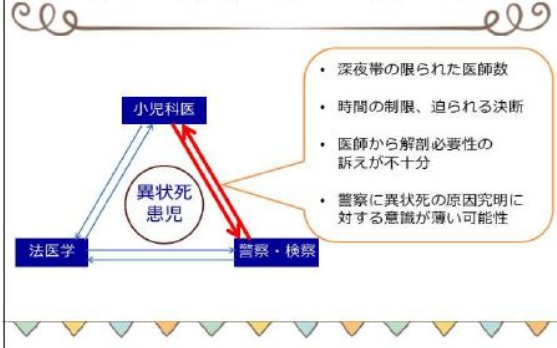 小児科医
異状死
患児
法医学
警察・検察
• 深夜帯の限られた医師数
• 時間の制限、迫られる決断
• 医師から解剖必要性の
訴えが不十分
• 警察に異状死の原因究明に
対する意識が薄い可能性